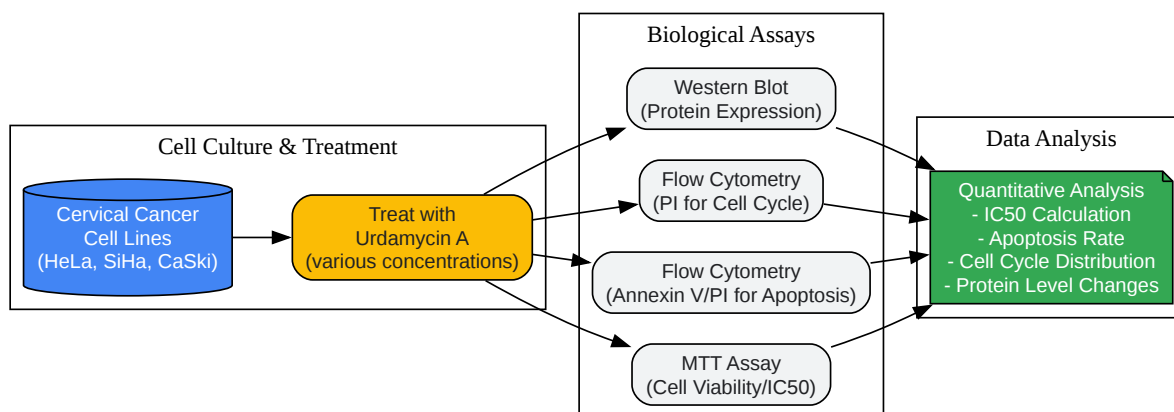 Cell Culture & Treatment
Cervical Cancer
Cell Lines
(HeLa, SiHa, CaSki)
Treat with
Urdamycin A
(various concentrations)
Biological Assays
Western Blot
(Protein Expression)
Flow Cytometry
(PI for Cell Cycle)
Flow Cytometry
(Annexin V/PI for Apoptosis)
MTT Assay
(Cell Viability/IC50)
Data Analysis
Quantitative Analysis
- IC50 Calculation
- Apoptosis Rate
- Cell Cycle Distribution
- Protein Level Changes